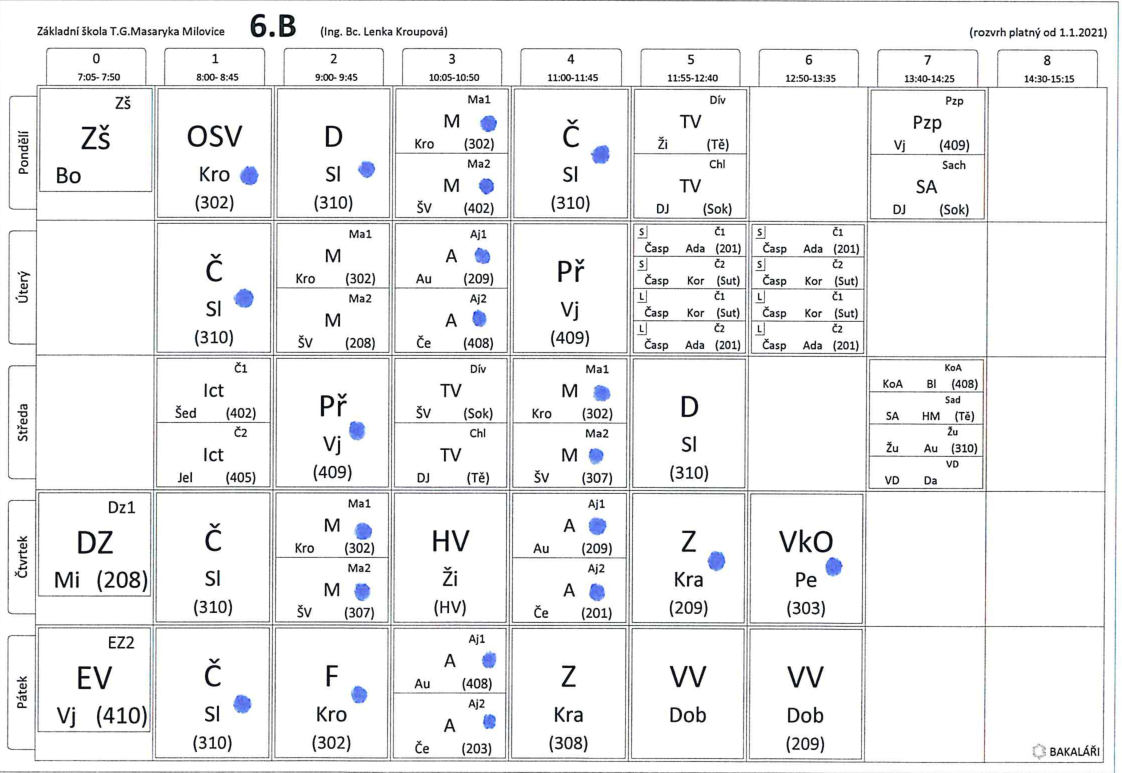 Základní škola T.G.Masaryka Milovice 6.B (Ing. Bc. Lenka Kroupová) (rozvrh platný od 1.1.2021)
0 1 2 3 4 5 6 7 8
7:05- 7:50 8:00- 8:45 9:00- 9:45 10:05-10:50 11:00-11:45 11:55-12:40 12:50-13:35 13:40-14:25 14:30-15:15
Pondělí
Zš
Zš
Bo
OSV
Kro
(302)
D
Sl
(310)
Ma1
M
Kro (302)
Ma2
M
ŠV (402)
Č
Sl
(310)
Dív
TV
Ži (Tě)
Chl
TV
DJ (Sok)
Pzp
Pzp
Vj (409)
Sach
SA
DJ (Sok)
Úterý
Č
Sl
(310)
Ma1
M
Kro (302)
Ma2
M
ŠV (208)
Aj1
A
Au (209)
Aj2
A
Če (408)
Př
Vj
(409)
S Č1
Časp Ada (201)
S Č2
Časp Kor (Sut)
L Č1
Časp Kor (Sut)
L Č2
Časp Ada (201)
S Č1
Časp Ada (201)
S Č2
Časp Kor (Sut)
L Č1
Časp Kor (Sut)
L Č2
Časp Ada (201)
Středa
Č1
Ict
Šed (402)
Č2
Ict
Jel (405)
Př
Vj
(409)
Dív
TV
ŠV (Sok)
Chl
TV
DJ (Tě)
Ma1
M
Kro (302)
Ma2
M
ŠV (307)
D
Sl
(310)
KoA
KoA Bl (408)
Sad
SA HM (Tě)
Žu
Žu Au (310)
VD
VD Da
Čtvrtek
Dz1
DZ
Mi (208)
Č
Sl
(310)
Ma1
M
Kro (302)
Ma2
M
ŠV (307)
HV
Ži
(HV)
Aj1
A
Au (209)
Aj2
A
Če (201)
Z
Kra
(209)
VkO
Pe
(303)
Pátek
EZ2
EV
Vj (410)
Č
Sl
(310)
F
Kro
(302)
Aj1
A
Au (408)
Aj2
A
Če (203)
Z
Kra
(308)
VV
Dob
VV
Dob
(209)
BAKALÁŘI